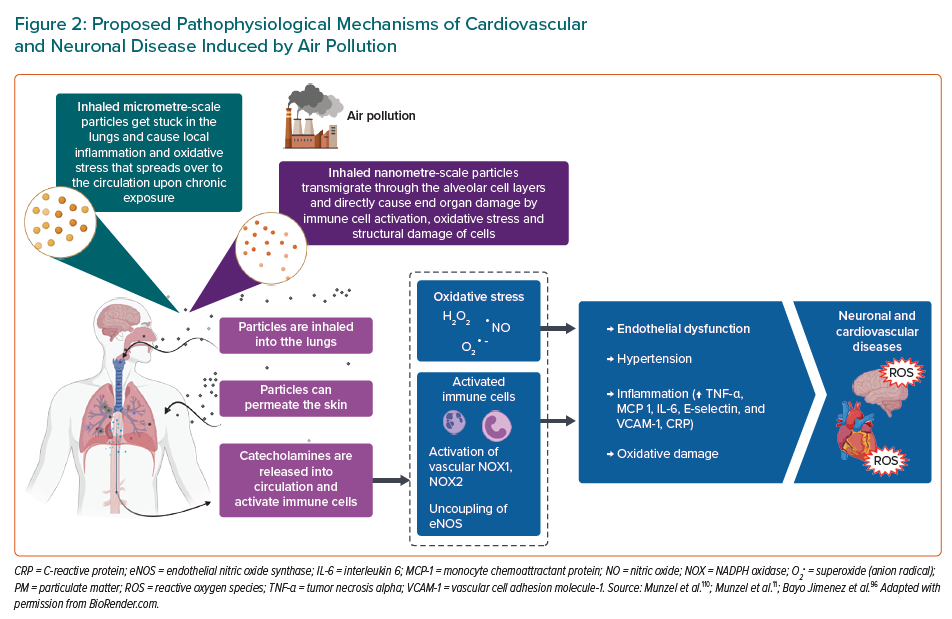 Figure 2: Proposed Pathophysiological Mechanisms of Cardiovascular
and Neuronal Disease Induced by Air Pollution
Inhaled micrometre-scale
particles get stuck in the
lungs and cause local
inflammation and oxidative
stress that spreads over to
the circulation upon chronic
exposure
Air pollution
Inhaled nanometre-scale particles
transmigrate through the alveolar cell layers
and directly cause end organ damage by
immune cell activation, oxidative stress and
structural damage of cells
Particles are inhaled
into tthe lungs
Particles can
permeate the skin
Catecholamines are
released into
circulation and
activate immune cells
Oxidative stress
H₂O₂
•NO
O₂•-
Activated
immune cells
Activation of
vascular NOX1,
NOX2
Uncoupling of
eNOS
→ Endothelial dysfunction
→ Hypertension
→ Inflammation (↑ TNF-α,
MCP 1, IL-6, E-selectin, and
VCAM-1, CRP)
→ Oxidative damage
Neuronal and
cardiovascular
diseases
ROS
ROS
CRP = C-reactive protein; eNOS = endothelial nitric oxide synthase; IL-6 = interleukin 6; MCP-1 = monocyte chemoattractant protein; NO = nitric oxide; NOX = NADPH oxidase; O₂•- = superoxide (anion radical);
PM = particulate matter; ROS = reactive oxygen species; TNF-α = tumor necrosis alpha; VCAM-1 = vascular cell adhesion molecule-1. Source: Munzel et al.¹¹⁰; Munzel et al.¹¹; Bayo Jimenez et al.⁹⁶ Adapted with
permission from BioRender.com.